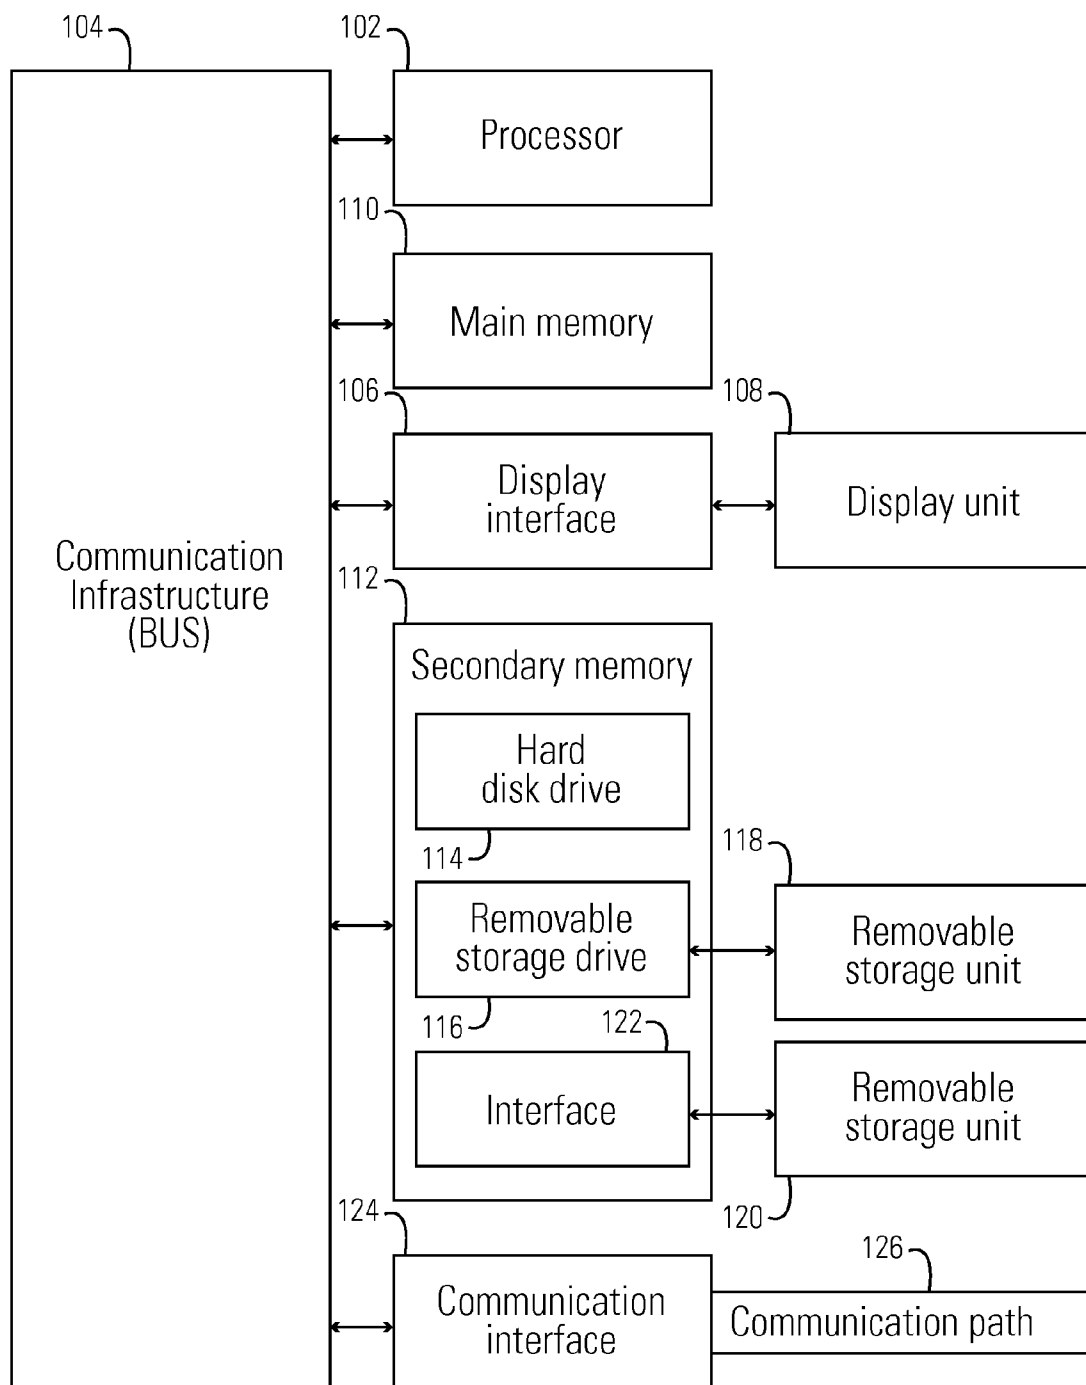 104
102
Processor
110
Main memory
106
108
Display
interface
Display unit
Communication
Infrastructure
(BUS)
112
Secondary memory
Hard
disk drive
114
118
Removable
storage drive
Removable
storage unit
116
122
Interface
Removable
storage unit
120
124
126
Communication
interface
Communication path